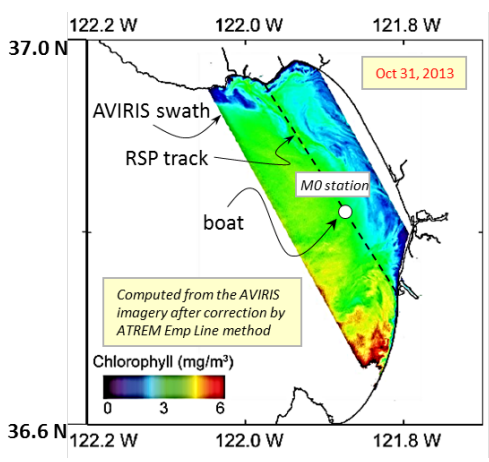 122.2 W 122.0 W 121.8 W
37.0 N
Oct 31, 2013
AVIRIS swath
RSP track
M0 station
boat
Computed from the AVIRIS
imagery after correction by
ATREM Emp Line method
Chlorophyll (mg/m³)
0 3 6
36.6 N
122.2 W 122.0 W 121.8 W